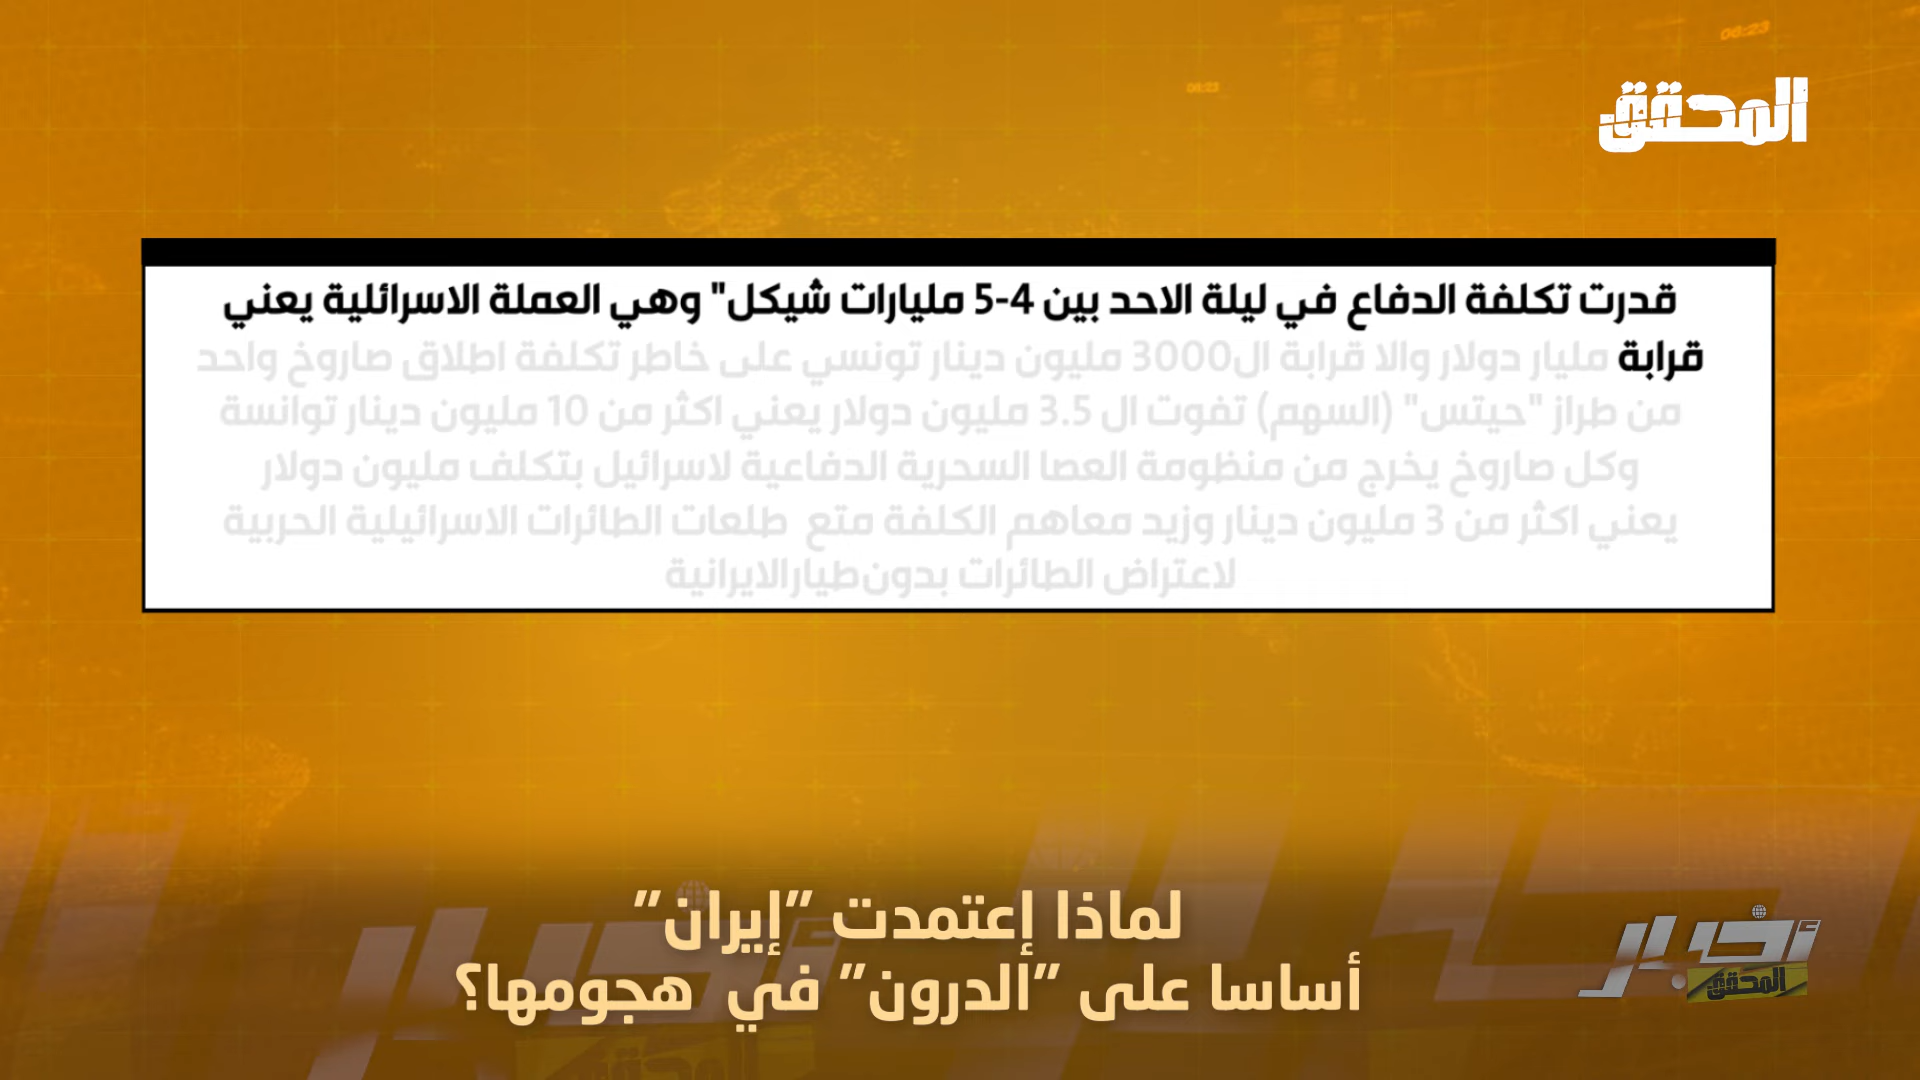 06:23
06:23
المحقق
قدرت تكلفة الدفاع في ليلة الاحد بين 4-5 مليارات شيكل" وهي العملة الاسرائلية يعني
قرابة مليار دولار والا قرابة ال3000 مليون دينار تونسي على خاطر تكلفة اطلاق صاروخ واحد
من طراز "حيتس" (السهم) تفوت ال 3.5 مليون دولار يعني اكثر من 10 مليون دينار توانسة
وكل صاروخ يخرج من منظومة العصا السحرية الدفاعية لاسرائيل بتكلف مليون دولار
يعني اكثر من 3 مليون دينار وزيد معاهم الكلفة متع طلعات الطائرات الاسرائيلية الحربية
لاعتراض الطائرات بدون طيار الايرانية
لماذا إعتمدت "إيران"
أساسا على "الدرون" في هجومها؟
أخبار
المحقق